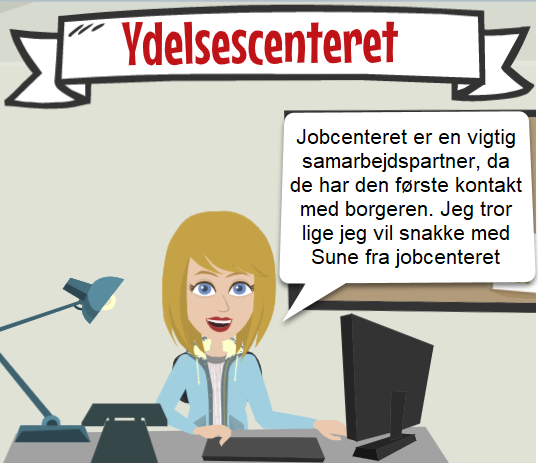 Ydelsescenteret
Jobcenteret er en vigtig
samarbejdspartner, da
de har den første kontakt
med borgeren. Jeg tror
lige jeg vil snakke med
Sune fra jobcenteret